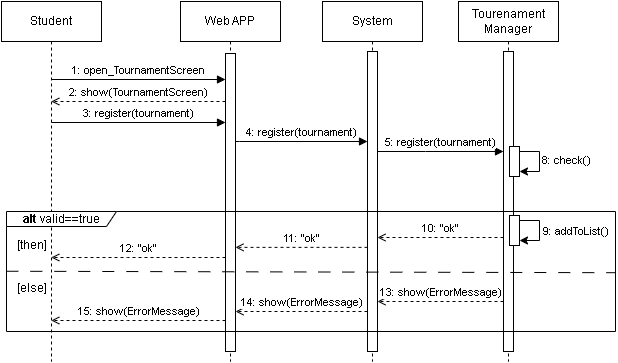 Student
Web APP
System
Tourenament
Manager
1: open_TournamentScreen
2: show(TournamentScreen)
3: register(tournament)
4: register(tournament)
5: register(tournament)
8: check()
alt valid==true
9: addToList()
10: "ok"
11: "ok"
12: "ok"
[then]
[else]
13: show(ErrorMessage)
14: show(ErrorMessage)
15: show(ErrorMessage)